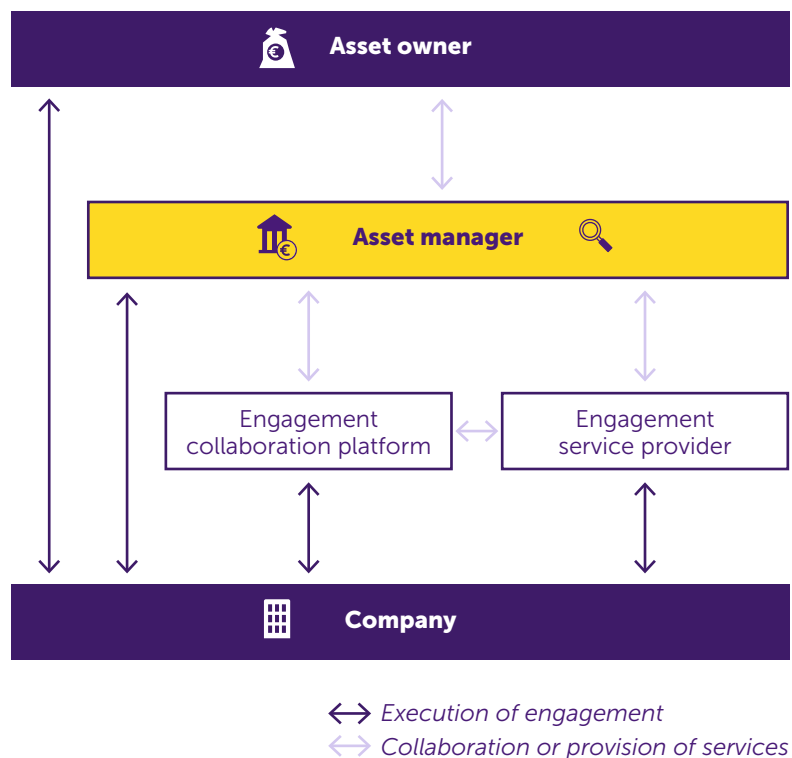 Asset owner
Asset manager
Engagement
collaboration platform
Engagement
service provider
Company
Execution of engagement
Collaboration or provision of services